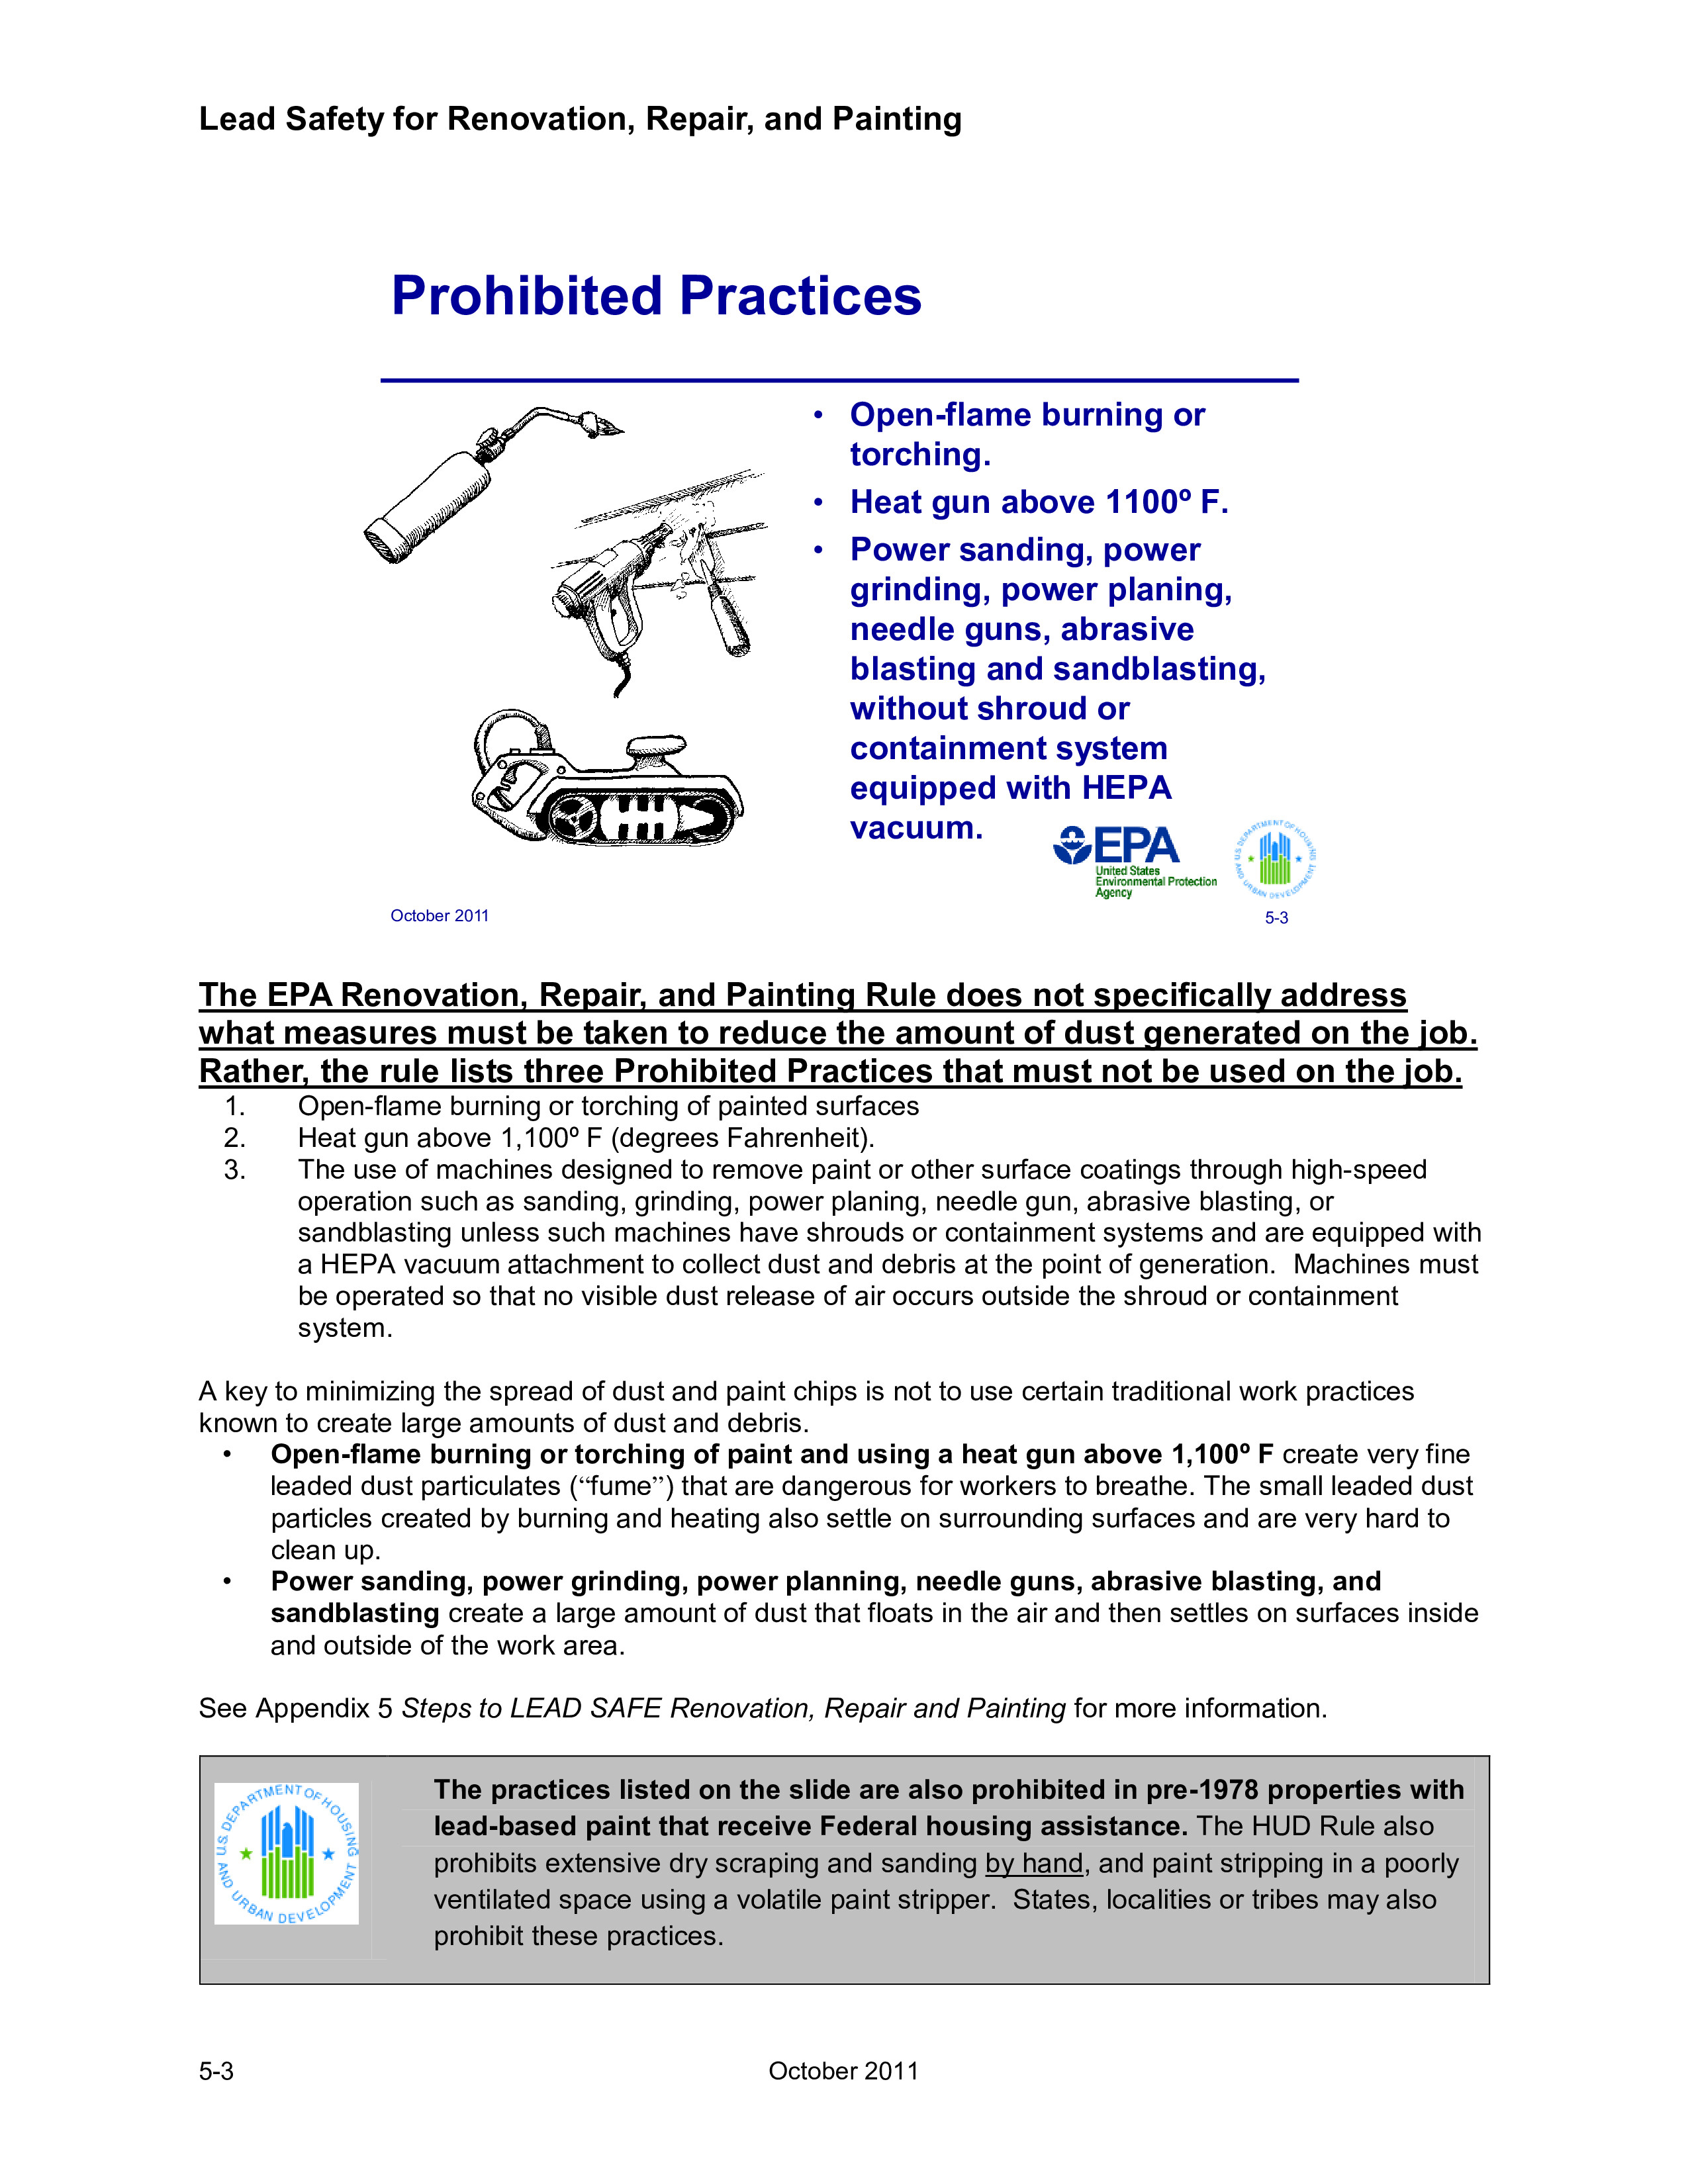 Lead Safety for Renovation, Repair, and Painting
Prohibited Practices
• Open-flame burning or
torching.
• Heat gun above 1100º F.
• Power sanding, power
grinding, power planing,
needle guns, abrasive
blasting and sandblasting,
without shroud or
containment system
equipped with HEPA
vacuum.
EPA
United States
Environmental Protection
Agency
U.S. DEPARTMENT OF HOUSING
AND URBAN DEVELOPMENT
October 2011
5-3
The EPA Renovation, Repair, and Painting Rule does not specifically address
what measures must be taken to reduce the amount of dust generated on the job.
Rather, the rule lists three Prohibited Practices that must not be used on the job.
1. Open-flame burning or torching of painted surfaces
2. Heat gun above 1,100º F (degrees Fahrenheit).
3. The use of machines designed to remove paint or other surface coatings through high-speed
operation such as sanding, grinding, power planing, needle gun, abrasive blasting, or
sandblasting unless such machines have shrouds or containment systems and are equipped with
a HEPA vacuum attachment to collect dust and debris at the point of generation.  Machines must
be operated so that no visible dust release of air occurs outside the shroud or containment
system.
A key to minimizing the spread of dust and paint chips is not to use certain traditional work practices
known to create large amounts of dust and debris.
• Open-flame burning or torching of paint and using a heat gun above 1,100º F create very fine
leaded dust particulates (“fume”) that are dangerous for workers to breathe. The small leaded dust
particles created by burning and heating also settle on surrounding surfaces and are very hard to
clean up.
• Power sanding, power grinding, power planning, needle guns, abrasive blasting, and
sandblasting create a large amount of dust that floats in the air and then settles on surfaces inside
and outside of the work area.
See Appendix 5 Steps to LEAD SAFE Renovation, Repair and Painting for more information.
U.S. DEPARTMENT OF HOUSING
AND URBAN DEVELOPMENT
The practices listed on the slide are also prohibited in pre-1978 properties with
lead-based paint that receive Federal housing assistance. The HUD Rule also
prohibits extensive dry scraping and sanding by hand, and paint stripping in a poorly
ventilated space using a volatile paint stripper.  States, localities or tribes may also
prohibit these practices.
5-3
October 2011